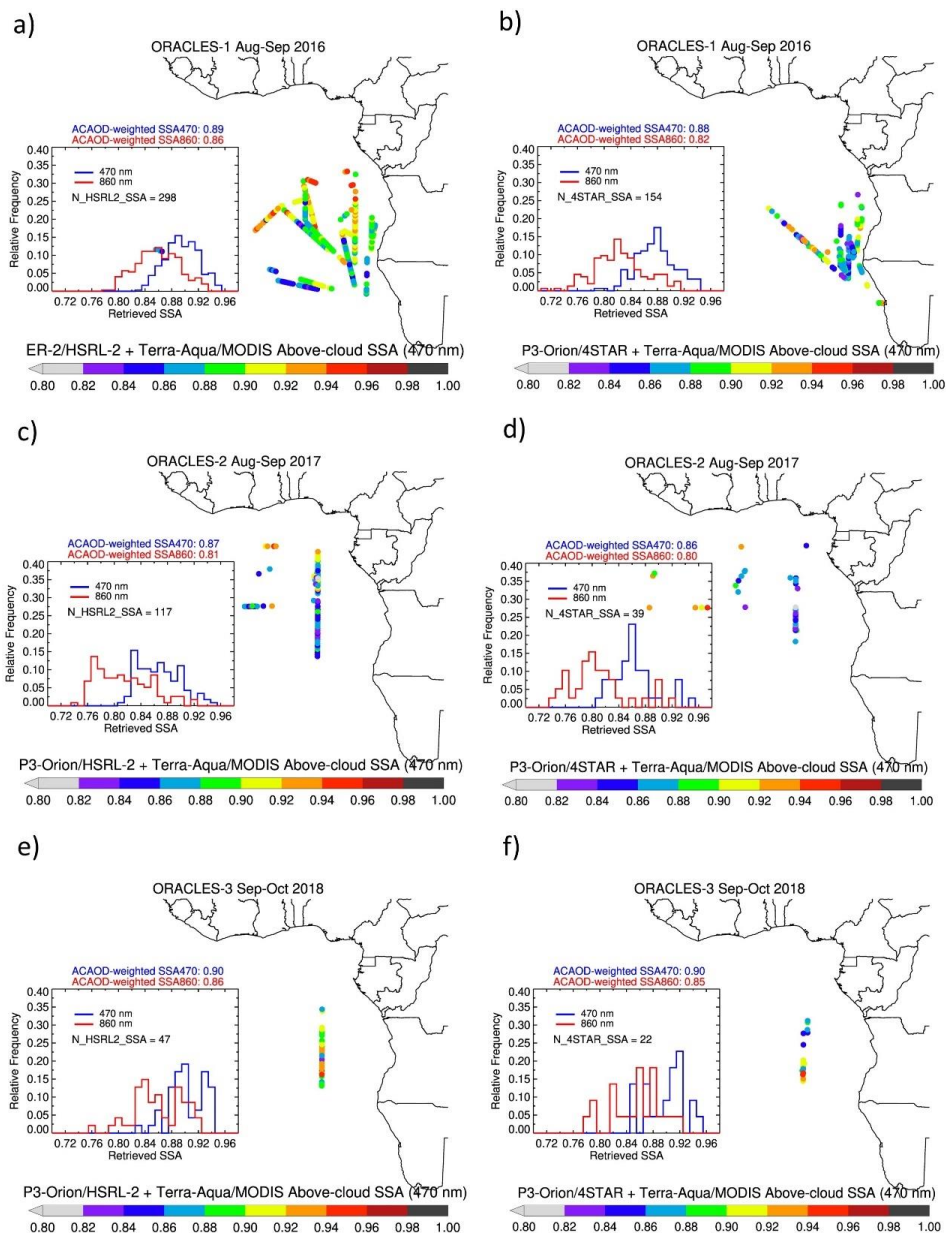 a)
ORACLES-1 Aug-Sep 2016
ACAOD-weighted SSA470: 0.89
ACAOD-weighted SSA860: 0.86
0.40
0.35
0.30
0.25
0.20
0.15
0.10
0.05
0.00
Relative Frequency
470 nm
860 nm
N_HSRL2_SSA = 298
0.72 0.76 0.80 0.84 0.88 0.92 0.96
Retrieved SSA
ER-2/HSRL-2 + Terra-Aqua/MODIS Above-cloud SSA (470 nm)
0.80 0.82 0.84 0.86 0.88 0.90 0.92 0.94 0.96 0.98 1.00
b)
ORACLES-1 Aug-Sep 2016
ACAOD-weighted SSA470: 0.88
ACAOD-weighted SSA860: 0.82
0.40
0.35
0.30
0.25
0.20
0.15
0.10
0.05
0.00
Relative Frequency
470 nm
860 nm
N_4STAR_SSA = 154
0.72 0.76 0.80 0.84 0.88 0.92 0.96
Retrieved SSA
P3-Orion/4STAR + Terra-Aqua/MODIS Above-cloud SSA (470 nm)
0.80 0.82 0.84 0.86 0.88 0.90 0.92 0.94 0.96 0.98 1.00
c)
ORACLES-2 Aug-Sep 2017
ACAOD-weighted SSA470: 0.87
ACAOD-weighted SSA860: 0.81
0.40
0.35
0.30
0.25
0.20
0.15
0.10
0.05
0.00
Relative Frequency
470 nm
860 nm
N_HSRL2_SSA = 117
0.72 0.76 0.80 0.84 0.88 0.92 0.96
Retrieved SSA
P3-Orion/HSRL-2 + Terra-Aqua/MODIS Above-cloud SSA (470 nm)
0.80 0.82 0.84 0.86 0.88 0.90 0.92 0.94 0.96 0.98 1.00
d)
ORACLES-2 Aug-Sep 2017
ACAOD-weighted SSA470: 0.86
ACAOD-weighted SSA860: 0.80
0.40
0.35
0.30
0.25
0.20
0.15
0.10
0.05
0.00
Relative Frequency
470 nm
860 nm
N_4STAR_SSA = 39
0.72 0.76 0.80 0.84 0.88 0.92 0.96
Retrieved SSA
P3-Orion/4STAR + Terra-Aqua/MODIS Above-cloud SSA (470 nm)
0.80 0.82 0.84 0.86 0.88 0.90 0.92 0.94 0.96 0.98 1.00
e)
ORACLES-3 Sep-Oct 2018
ACAOD-weighted SSA470: 0.90
ACAOD-weighted SSA860: 0.86
0.40
0.35
0.30
0.25
0.20
0.15
0.10
0.05
0.00
Relative Frequency
470 nm
860 nm
N_HSRL2_SSA = 47
0.72 0.76 0.80 0.84 0.88 0.92 0.96
Retrieved SSA
P3-Orion/HSRL-2 + Terra-Aqua/MODIS Above-cloud SSA (470 nm)
0.80 0.82 0.84 0.86 0.88 0.90 0.92 0.94 0.96 0.98 1.00
f)
ORACLES-3 Sep-Oct 2018
ACAOD-weighted SSA470: 0.90
ACAOD-weighted SSA860: 0.85
0.40
0.35
0.30
0.25
0.20
0.15
0.10
0.05
0.00
Relative Frequency
470 nm
860 nm
N_4STAR_SSA = 22
0.72 0.76 0.80 0.84 0.88 0.92 0.96
Retrieved SSA
P3-Orion/4STAR + Terra-Aqua/MODIS Above-cloud SSA (470 nm)
0.80 0.82 0.84 0.86 0.88 0.90 0.92 0.94 0.96 0.98 1.00